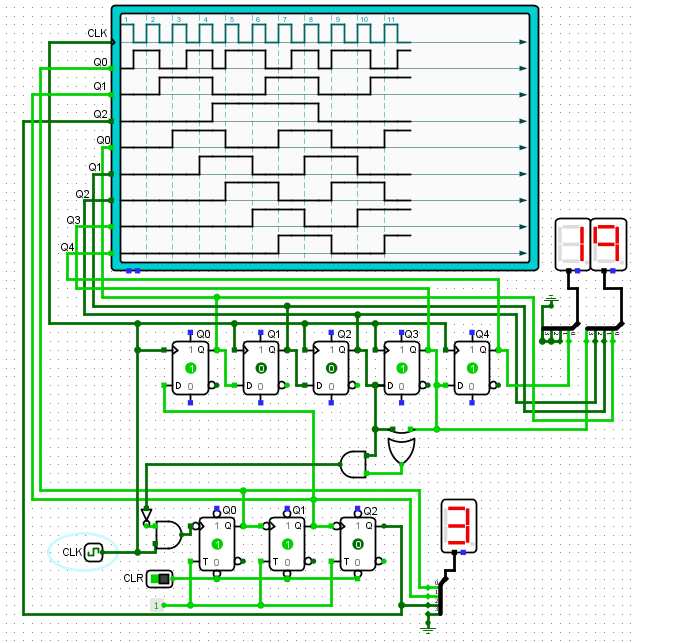 1 2 3 4 5 6 7 8 9 10 11
CLK
Q0
Q1
Q2
Q0
Q1
Q2
Q3
Q4
19
Q0 Q1 Q2 Q3 Q4
1 Q 1 Q 1 Q 1 Q 1 Q
1 0 0 1 1
D 0 D 0 D 0 D 0 D 0
3
Q0 Q1 Q2
1 Q 1 Q 1 Q
1 1 0
T 0 T 0 T 0
CLK
CLR
1